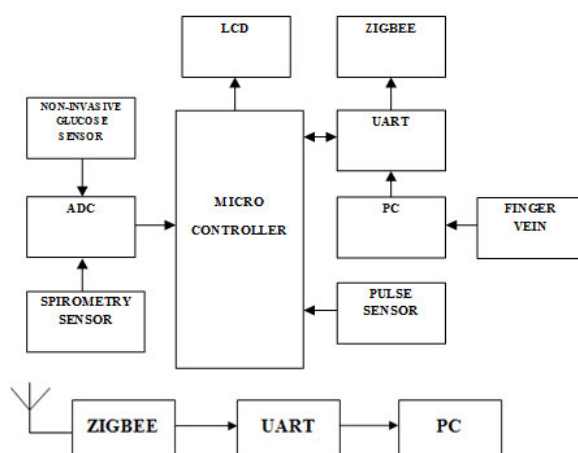 LCD
ZIGBEE
NON-INVASIVE
GLUCOSE
SENSOR
UART
ADC
MICRO
CONTROLLER
PC
FINGER
VEIN
SPIROMETRY
SENSOR
PULSE
SENSOR
ZIGBEE
UART
PC